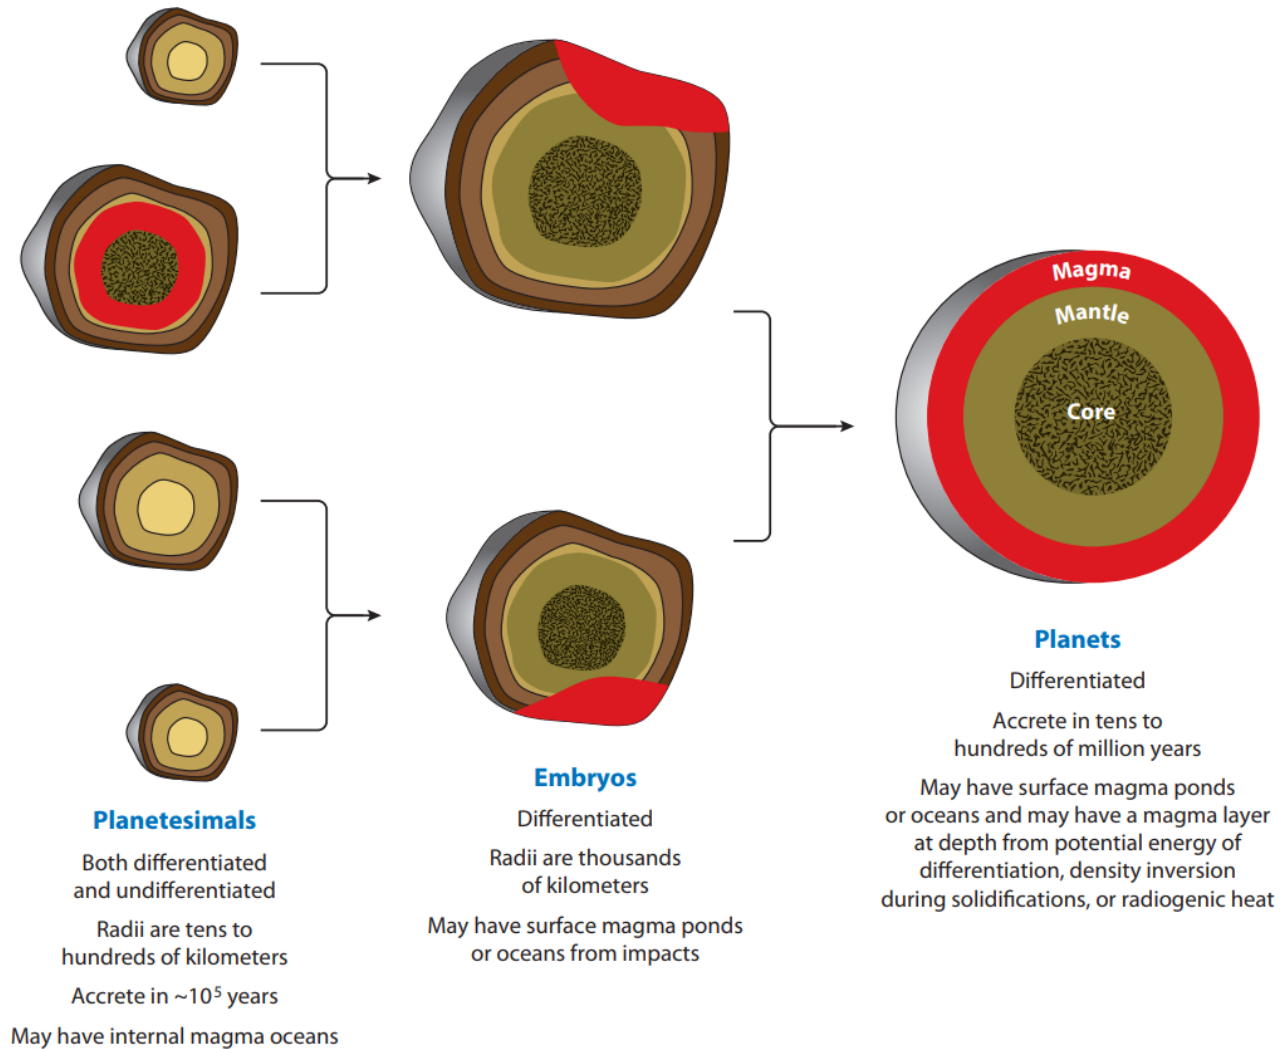 Magma
Mantle
Core
Planetesimals
Both differentiated
and undifferentiated
Radii are tens to
hundreds of kilometers
Accrete in ~10⁵ years
May have internal magma oceans
Embryos
Differentiated
Radii are thousands
of kilometers
May have surface magma ponds
or oceans from impacts
Planets
Differentiated
Accrete in tens to
hundreds of million years
May have surface magma ponds
or oceans and may have a magma layer
at depth from potential energy of
differentiation, density inversion
during solidifications, or radiogenic heat